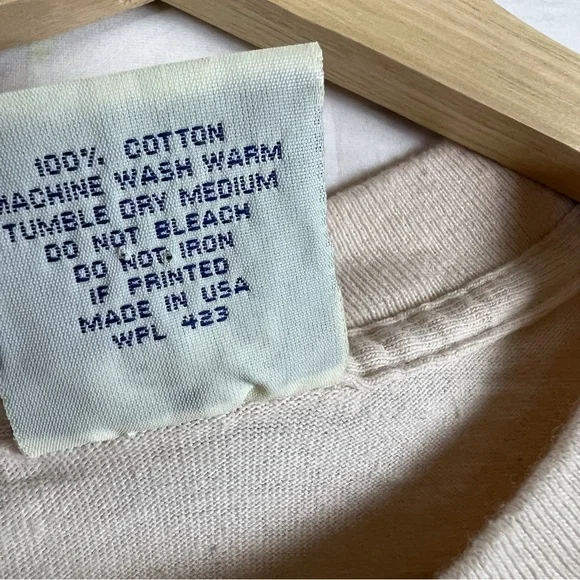 100% COTTON
MACHINE WASH WARM
TUMBLE DRY MEDIUM
DO NOT BLEACH
DO NOT IRON
IF PRINTED
MADE IN USA
WPL 423